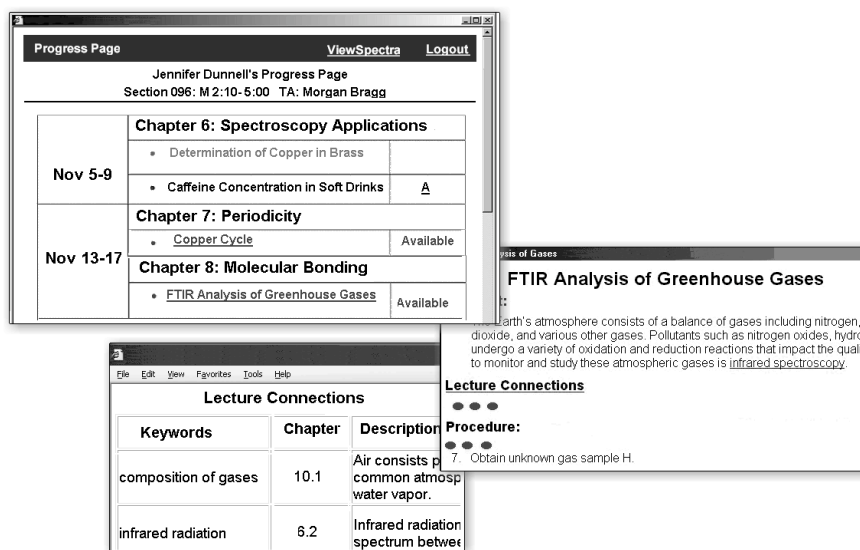 Progress Page ViewSpectra Logout
Jennifer Dunnell's Progress Page
Section 096: M 2:10-5:00 TA: Morgan Bragg
Chapter 6: Spectroscopy Applications
Nov 5-9
• Determination of Copper in Brass
• Caffeine Concentration in Soft Drinks A
Nov 13-17
Chapter 7: Periodicity
• Copper Cycle Available
Chapter 8: Molecular Bonding
• FTIR Analysis of Greenhouse Gases Available
of Gases
FTIR Analysis of Greenhouse Gases
Earth's atmosphere consists of a balance of gases including nitrogen,
dioxide, and various other gases. Pollutants such as nitrogen oxides,
undergo a variety of oxidation and reduction reactions that impact the
to monitor and study these atmospheric gases is infrared spectroscopy.
Lecture Connections
Procedure:
7. Obtain unknown gas sample H.
File Edit View Favorites Tools Help
Lecture Connections
Keywords Chapter Description
composition of gases 10.1 Air consists
common
water vapor.
infrared radiation 6.2 Infrared radiation
spectrum